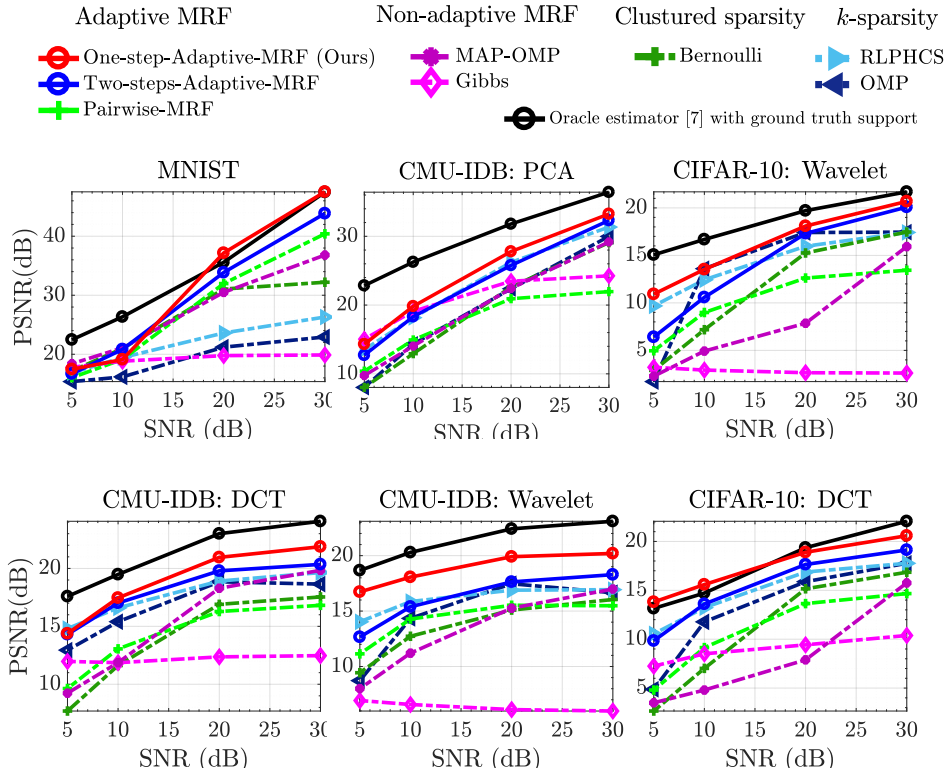 Adaptive MRF
Non-adaptive MRF
Clustured sparsity
k-sparsity
One-step-Adaptive-MRF (Ours)
MAP-OMP
Bernoulli
RLPHCS
Two-steps-Adaptive-MRF
Gibbs
OMP
Pairwise-MRF
Oracle estimator [7] with ground truth support
MNIST
CMU-IDB: PCA
CIFAR-10: Wavelet
PSNR(dB)
40
30
20
5 10 15 20 25 30
SNR (dB)
30
20
10
5 10 15 20 25 30
SNR (dB)
20
15
10
5
5 10 15 20 25 30
SNR (dB)
CMU-IDB: DCT
CMU-IDB: Wavelet
CIFAR-10: DCT
PSNR(dB)
20
15
10
5 10 15 20 25 30
SNR (dB)
20
15
10
5 10 15 20 25 30
SNR (dB)
20
15
10
5
5 10 15 20 25 30
SNR (dB)